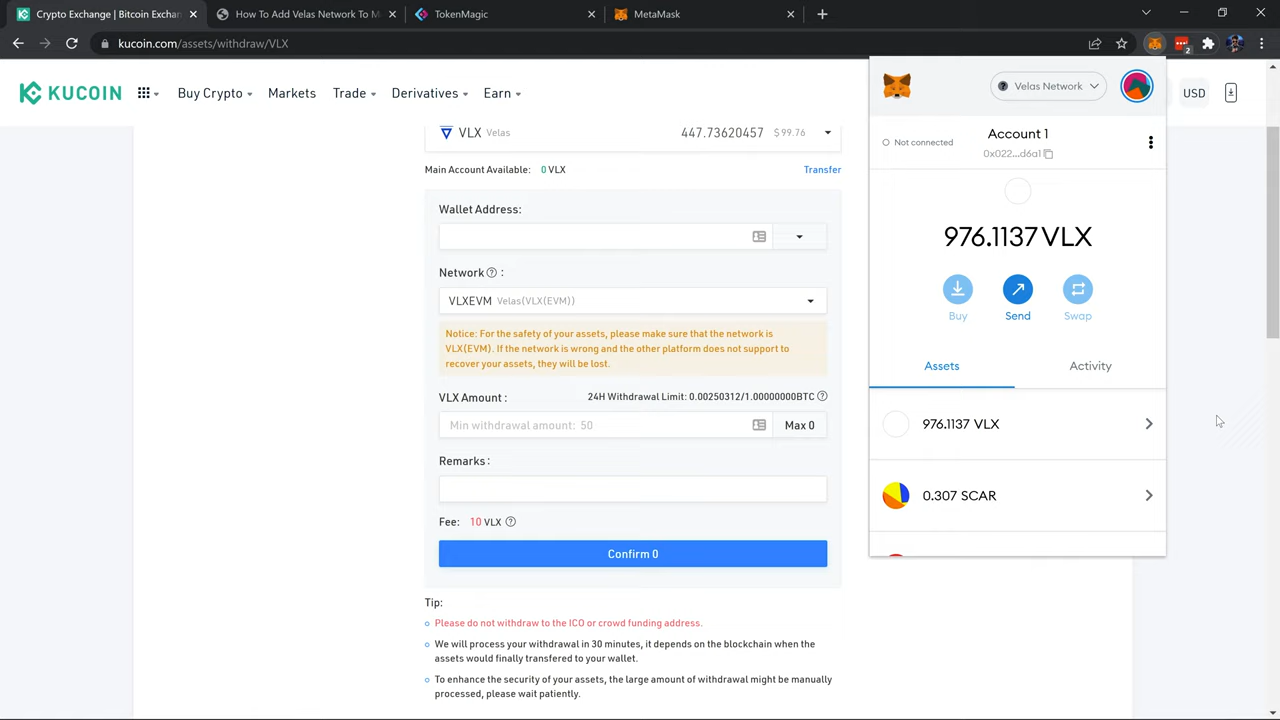 Crypto Exchange | Bitcoin Exchan
How To Add Velas Network To M
TokenMagic
MetaMask
kucoin.com/assets/withdraw/VLX
2
KUCOIN
Buy Crypto
Markets
Trade
Derivatives
Earn
USD
VLX Velas
447.73620457 $ 99.76
Main Account Available: 0 VLX
Transfer
Wallet Address:
Network ? :
VLXEVM Velas(VLX(EVM))
Notice: For the safety of your assets, please make sure that the network is
VLX(EVM). If the network is wrong and the other platform does not support to
recover your assets, they will be lost.
VLX Amount :
24H Withdrawal Limit: 0.00250312/1.00000000BTC ?
Min withdrawal amount: 50
Max 0
Remarks :
Fee: 10 VLX ?
Confirm 0
Tip:
Please do not withdraw to the ICO or crowd funding address.
We will process your withdrawal in 30 minutes, it depends on the blockchain when the
assets would finally transfered to your wallet.
To enhance the security of your assets, the large amount of withdrawal might be manually
processed, please wait patiently.
? Velas Network
Not connected
Account 1
0x022...d6a1
976.1137 VLX
Buy
Send
Swap
Assets
Activity
976.1137 VLX
0.307 SCAR